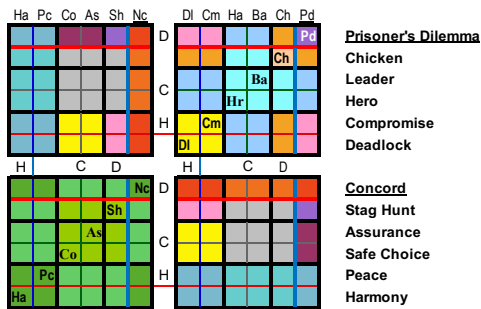 Ha Pc Co As Sh Nc Dl Cm Ha Ba Ch Pd
D Pd Prisoner's Dilemma
Ch Chicken
Ba Leader
C Hr Hero
H Cm Compromise
Dl Deadlock
H C D H C D
Nc D Concord
Sh Stag Hunt
As Assurance
Co C Safe Choice
Pc H Peace
Ha Harmony